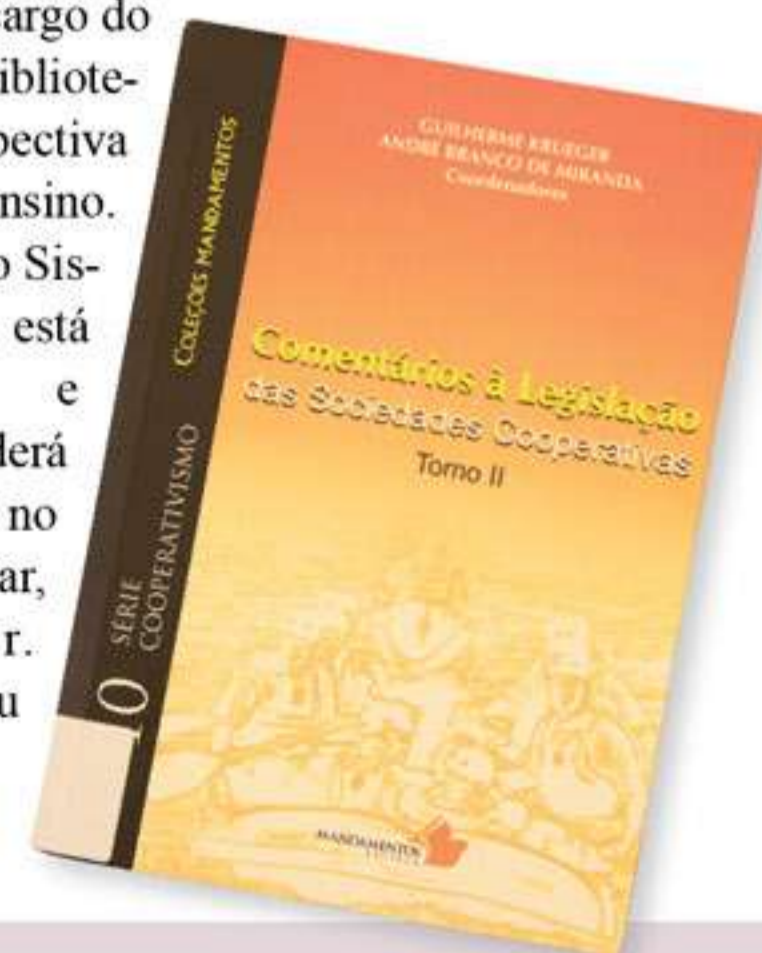 argo do
ibliote-
pectiva
nsino.
o Sis-
está
e
derá
no
ar,
r.
u
COLEÇÕES MANDAMENTOS
SÉRIE
COOPERATIVISMO
10
GUILHERME KRUEGER
ANDRÉ BRANCO DE MIRANDA
Coordenadores
Comentários à Legislação
das Sociedades Cooperativas
Tomo II
MANDAMENTOS
EDITORA